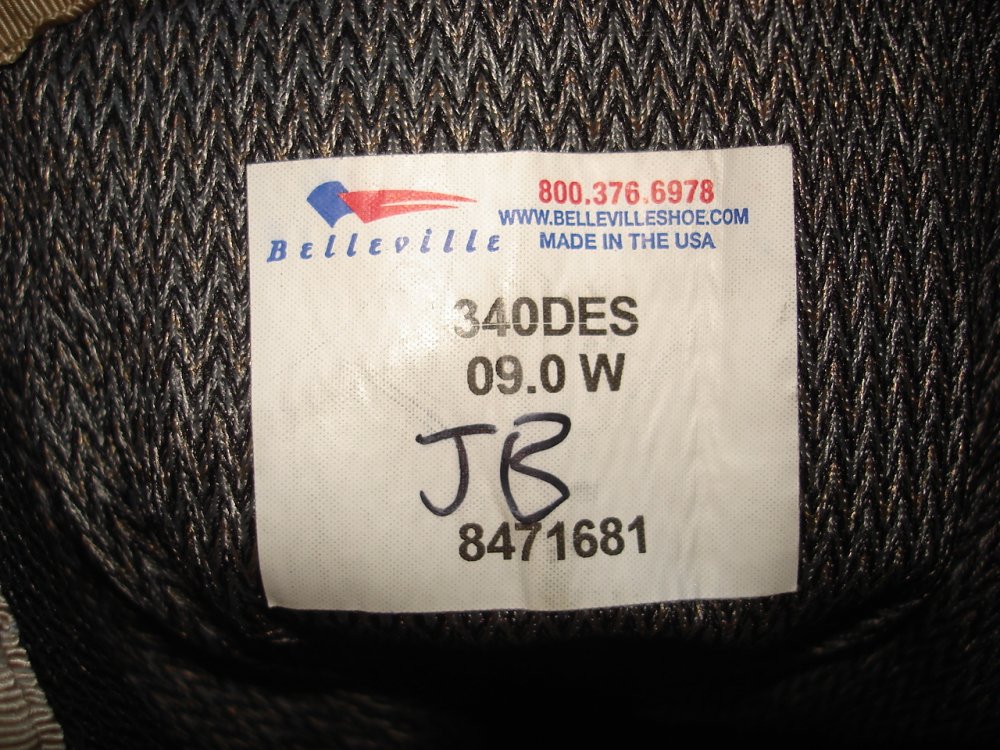 Belleville
800.376.6978
WWW.BELLEVILLESHOE.COM
MADE IN THE USA
340DES
09.0 W
JB
8471681